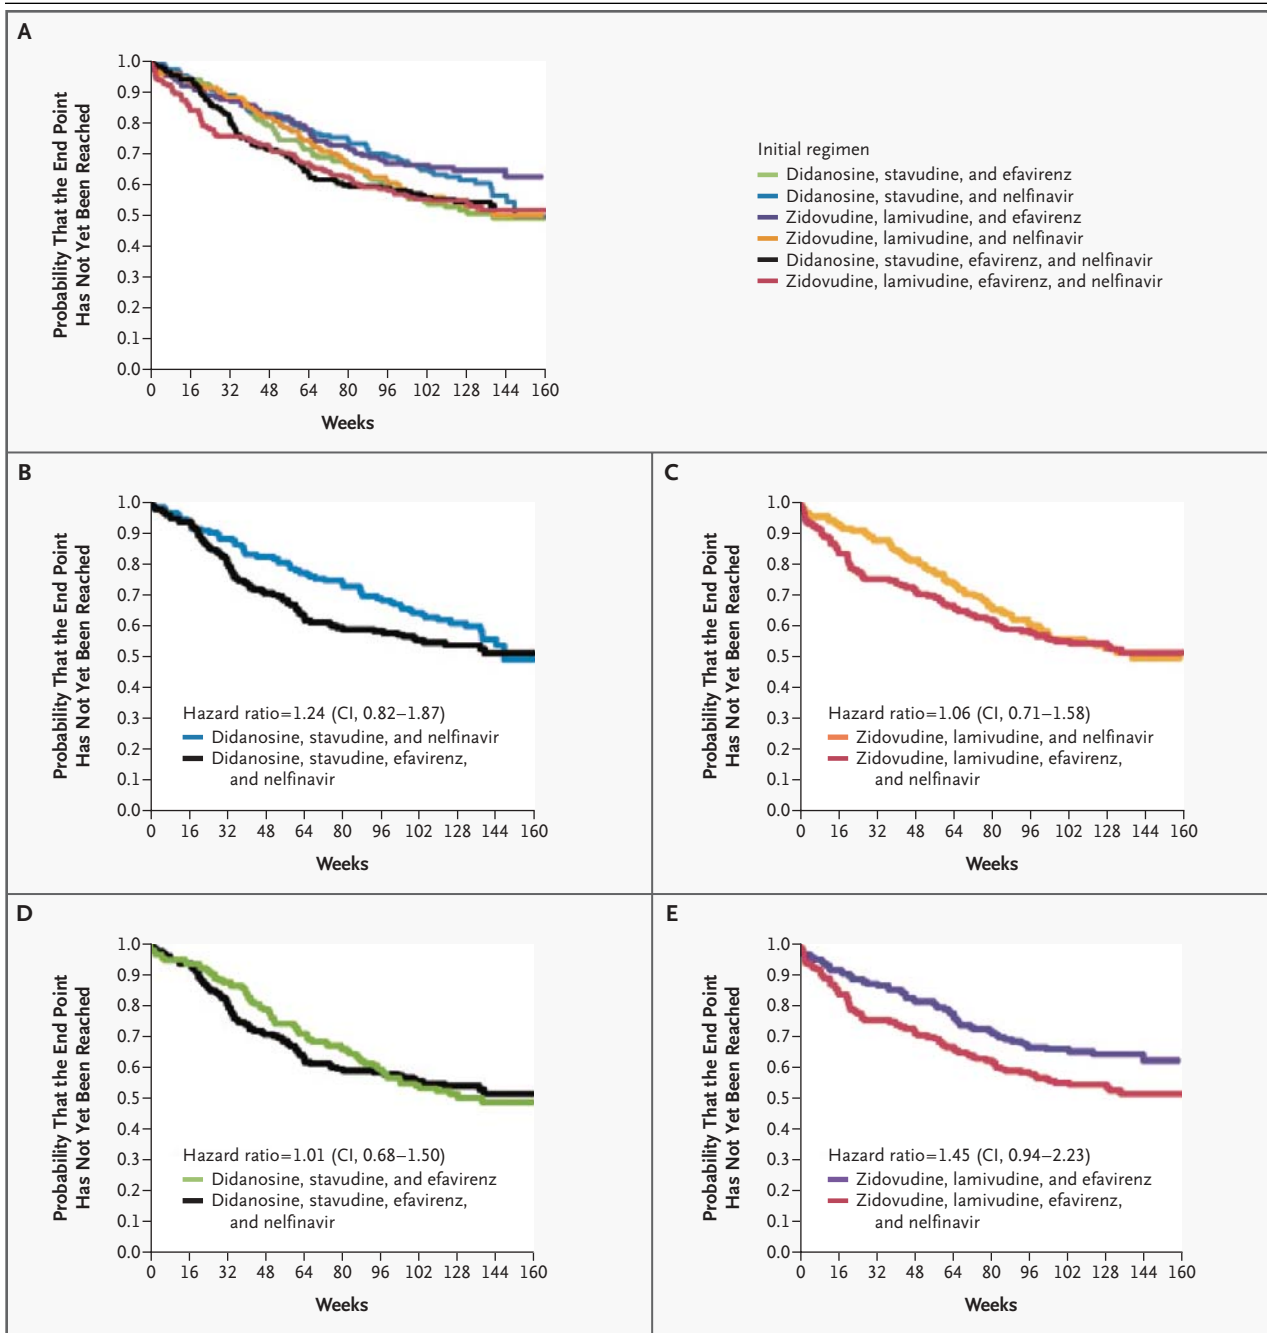 A
Probability That the End Point
Has Not Yet Been Reached
1.0
0.9
0.8
0.7
0.6
0.5
0.4
0.3
0.2
0.1
0.0
0 16 32 48 64 80 96 102 128 144 160
Weeks
Initial regimen
Didanosine, stavudine, and efavirenz
Didanosine, stavudine, and nelfinavir
Zidovudine, lamivudine, and efavirenz
Zidovudine, lamivudine, and nelfinavir
Didanosine, stavudine, efavirenz, and nelfinavir
Zidovudine, lamivudine, efavirenz, and nelfinavir
B
Probability That the End Point
Has Not Yet Been Reached
1.0
0.9
0.8
0.7
0.6
0.5
0.4
0.3
0.2
0.1
0.0
Hazard ratio=1.24 (CI, 0.82–1.87)
Didanosine, stavudine, and nelfinavir
Didanosine, stavudine, efavirenz,
and nelfinavir
0 16 32 48 64 80 96 102 128 144 160
Weeks
C
Probability That the End Point
Has Not Yet Been Reached
1.0
0.9
0.8
0.7
0.6
0.5
0.4
0.3
0.2
0.1
0.0
Hazard ratio=1.06 (CI, 0.71–1.58)
Zidovudine, lamivudine, and nelfinavir
Zidovudine, lamivudine, efavirenz,
and nelfinavir
0 16 32 48 64 80 96 102 128 144 160
Weeks
D
Probability That the End Point
Has Not Yet Been Reached
1.0
0.9
0.8
0.7
0.6
0.5
0.4
0.3
0.2
0.1
0.0
Hazard ratio=1.01 (CI, 0.68–1.50)
Didanosine, stavudine, and efavirenz
Didanosine, stavudine, efavirenz,
and nelfinavir
0 16 32 48 64 80 96 102 128 144 160
Weeks
E
Probability That the End Point
Has Not Yet Been Reached
1.0
0.9
0.8
0.7
0.6
0.5
0.4
0.3
0.2
0.1
0.0
Hazard ratio=1.45 (CI, 0.94–2.23)
Zidovudine, lamivudine, and efavirenz
Zidovudine, lamivudine, efavirenz,
and nelfinavir
0 16 32 48 64 80 96 102 128 144 160
Weeks